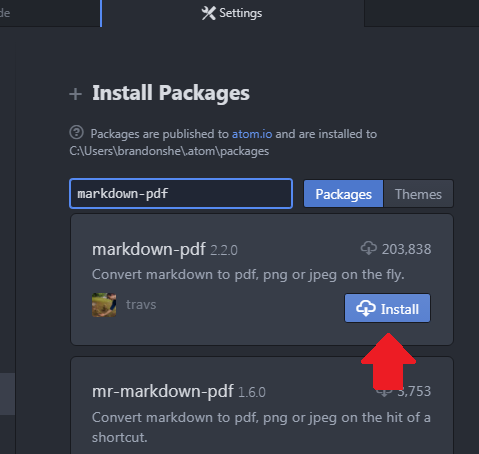 de
Settings
Install Packages
Packages are published to atom.io and are installed to
C:\Users\brandonshe\.atom\packages
markdown-pdf
Packages Themes
markdown-pdf 2.2.0 203,838
Convert markdown to pdf, png or jpeg on the fly.
travs
Install
mr-markdown-pdf 1.6.0 3,753
Convert markdown to pdf, png or jpeg on the hit of a
shortcut.